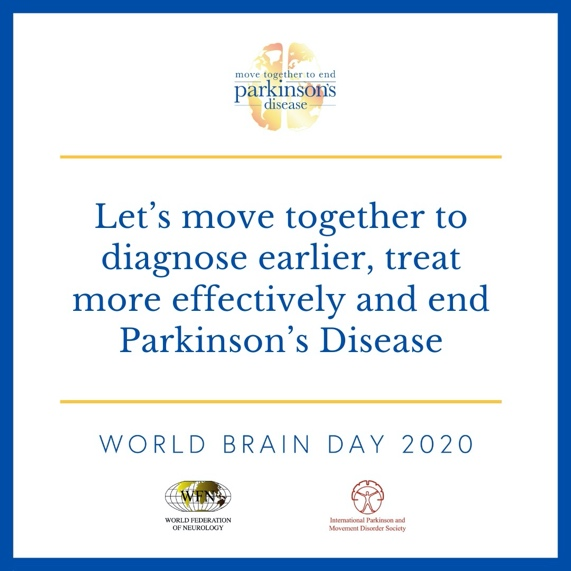 move together to end
parkinson's
disease
Let’s move together to
diagnose earlier, treat
more effectively and end
Parkinson’s Disease
WORLD BRAIN DAY 2020
WFN
WORLD FEDERATION
OF NEUROLOGY
International Parkinson and
Movement Disorder Society